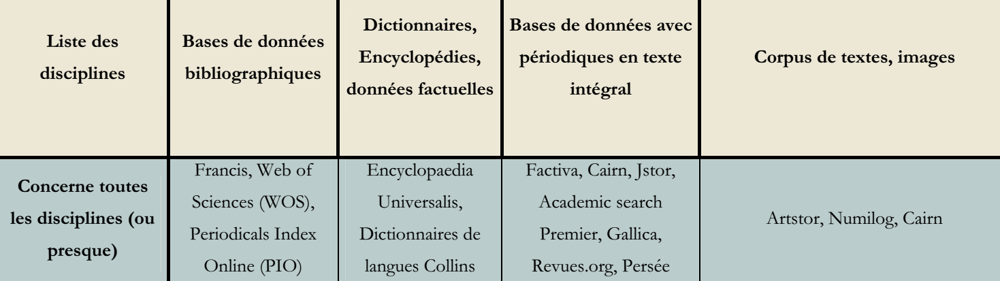 Liste des
disciplines
Bases de données
bibliographiques
Dictionnaires,
Encyclopédies,
données factuelles
Bases de données avec
périodiques en texte
intégral
Corpus de textes, images
Concerne toutes
les disciplines (ou
presque)
Francis, Web of
Sciences (WOS),
Periodicals Index
Online (PIO)
Encyclopaedia
Universalis,
Dictionnaires de
langues Collins
Factiva, Cairn, Jstor,
Academic search
Premier, Gallica,
Revues.org, Persée
Artstor, Numilog, Cairn